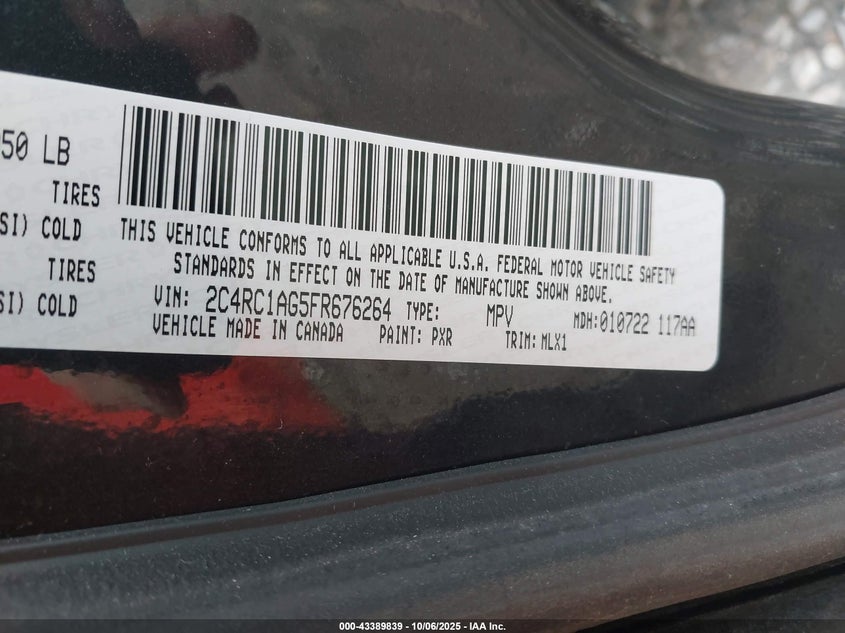 50 LB
TIRES
SI) COLD
TIRES
SI) COLD
THIS VEHICLE CONFORMS TO ALL APPLICABLE U.S.A. FEDERAL MOTOR VEHICLE SAFETY
STANDARDS IN EFFECT ON THE DATE OF MANUFACTURE SHOWN ABOVE.
VIN: 2C4RC1AG5FR676264 TYPE: MPV MDH:010722 117AA
VEHICLE MADE IN CANADA PAINT: PXR TRIM: MLX1
000-43389839 - 10/06/2025 - IAA Inc.